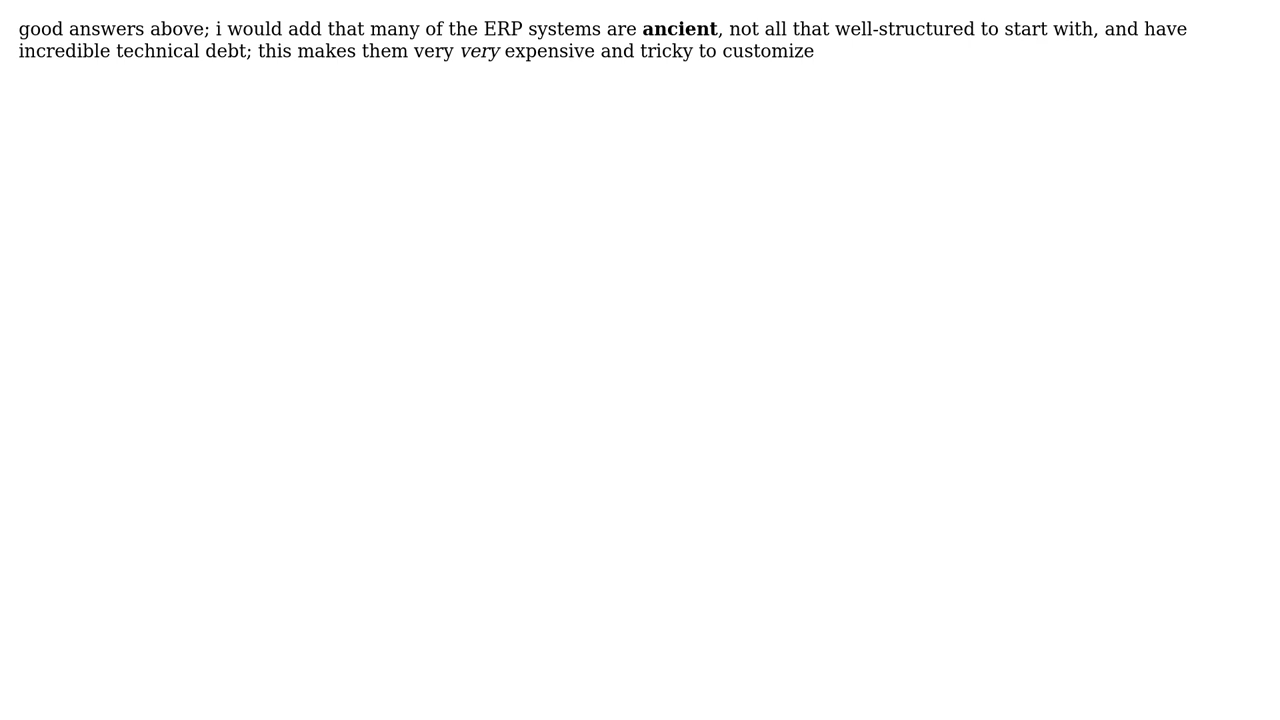 good answers above; i would add that many of the ERP systems are ancient, not all that well-structured to start with, and have
incredible technical debt; this makes them very very expensive and tricky to customize